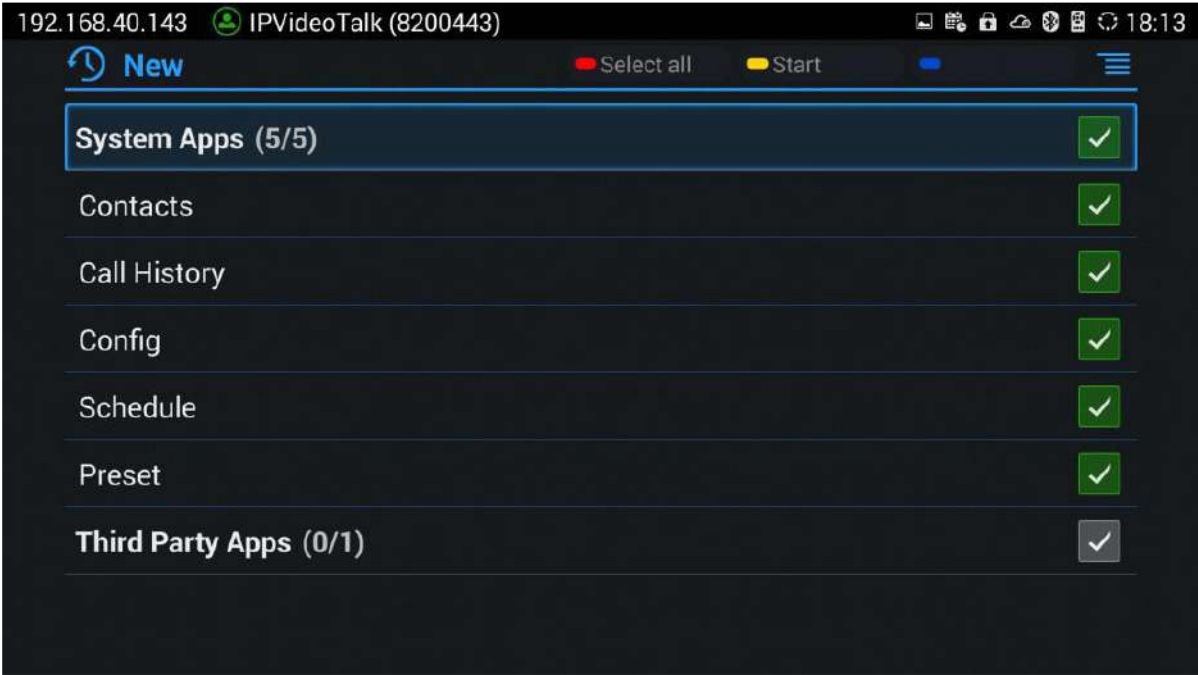 192.168.40.143 IPVideoTalk (8200443) 18:13
New Select all Start
System Apps (5/5)
Contacts
Call History
Config
Schedule
Preset
Third Party Apps (0/1)